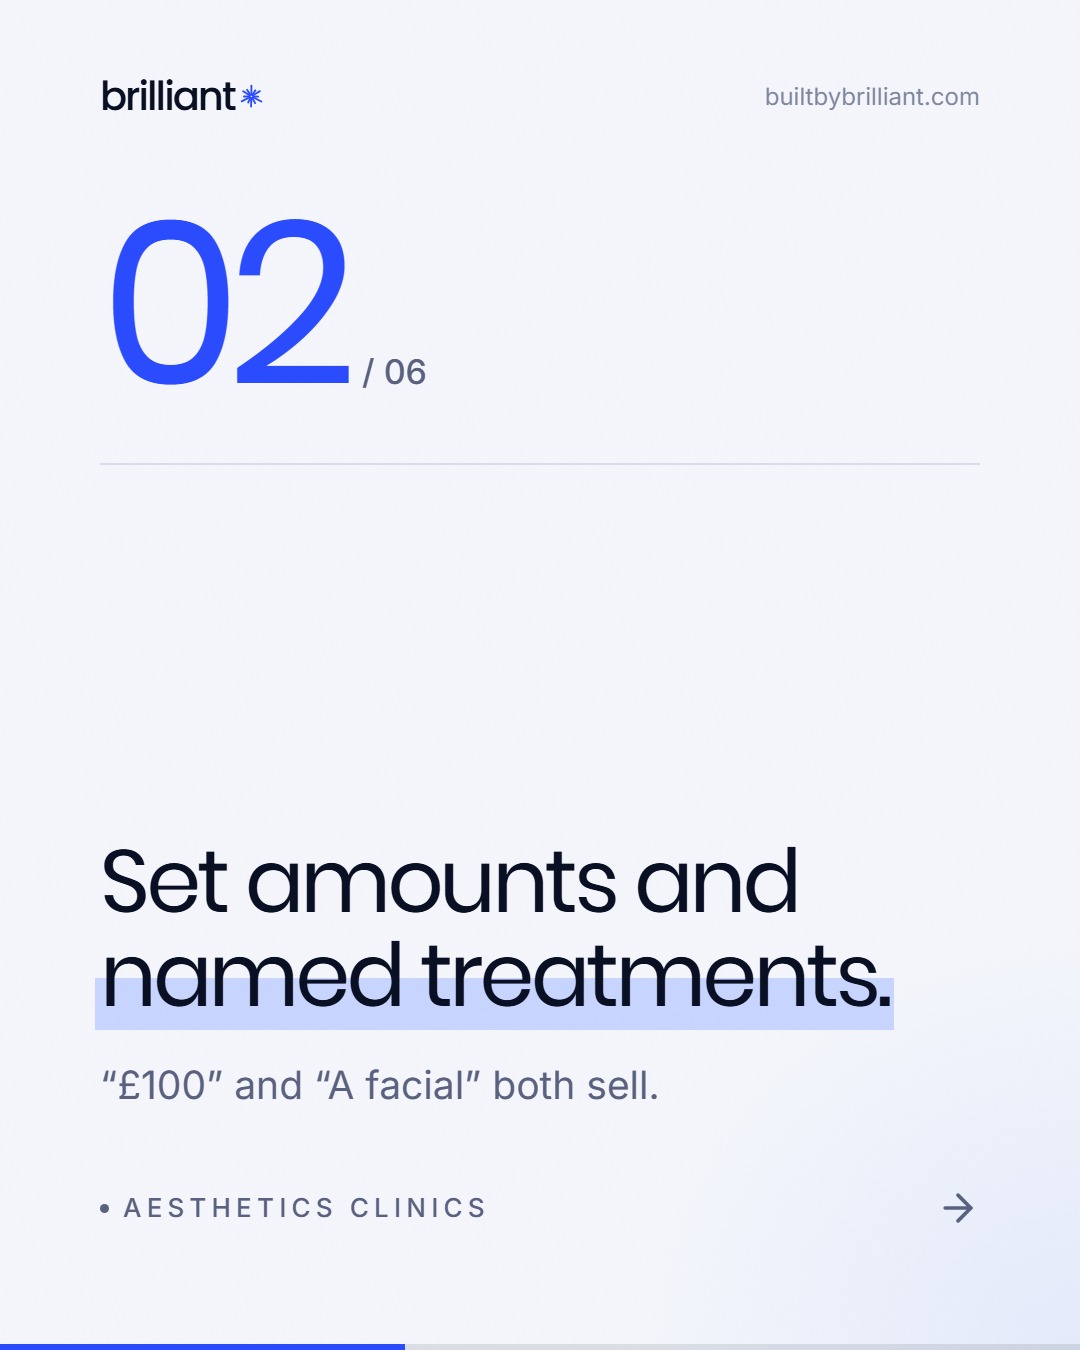 brilliant
builtbybrilliant.com
02 / 06
Set amounts and
named treatments.
“£100” and “A facial” both sell.
• AESTHETICS CLINICS